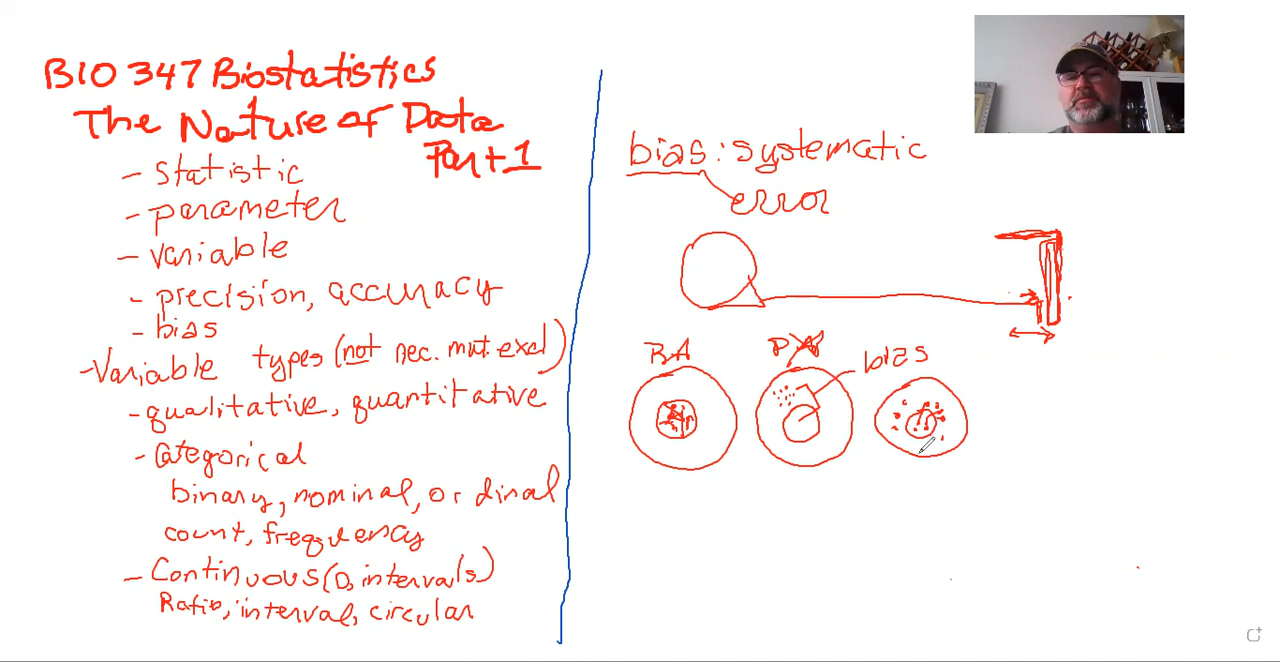 BIO 347 Biostatistics
The Nature of Data
Part 1
- statistic
- parameter
- variable
- precision, accuracy
- bias
- Variable types (not nec. mut. excl)
- qualitative, quantitative
- Categorical
binary, nominal, ordinal
count, frequency
- Continuous (0, intervals)
Ratio, interval, circular
bias: systematic
error
bias